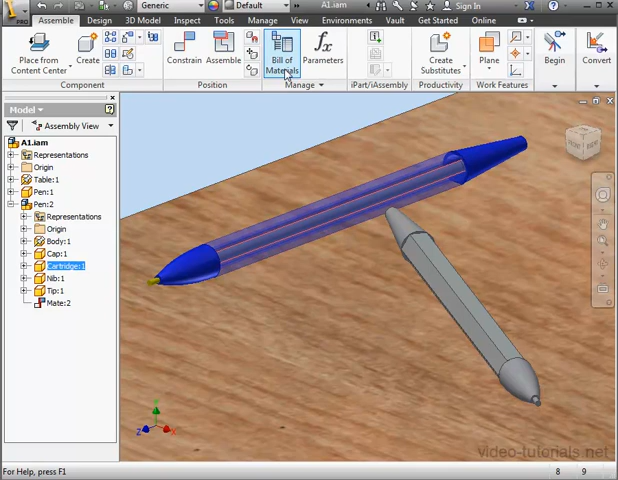 Generic
Default
A1.iam
Sign In
PRO
Assemble Design 3D Model Inspect Tools Manage View Environments Vault Get Started Online
Place from
Content Center
Create
Constrain
Assemble
Bill of
Materials
Parameters
Create
Substitutes
Plane
Begin
Convert
Component
Position
Manage
iPart/iAssembly
Productivity
Work Features
Model
Assembly View
A1.iam
Representations
Origin
Table:1
Pen:1
Pen:2
Representations
Origin
Body:1
Cap:1
Cartridge:1
Nib:1
Tip:1
Mate:2
Z X
video-tutorials.net
For Help, press F1
8 9